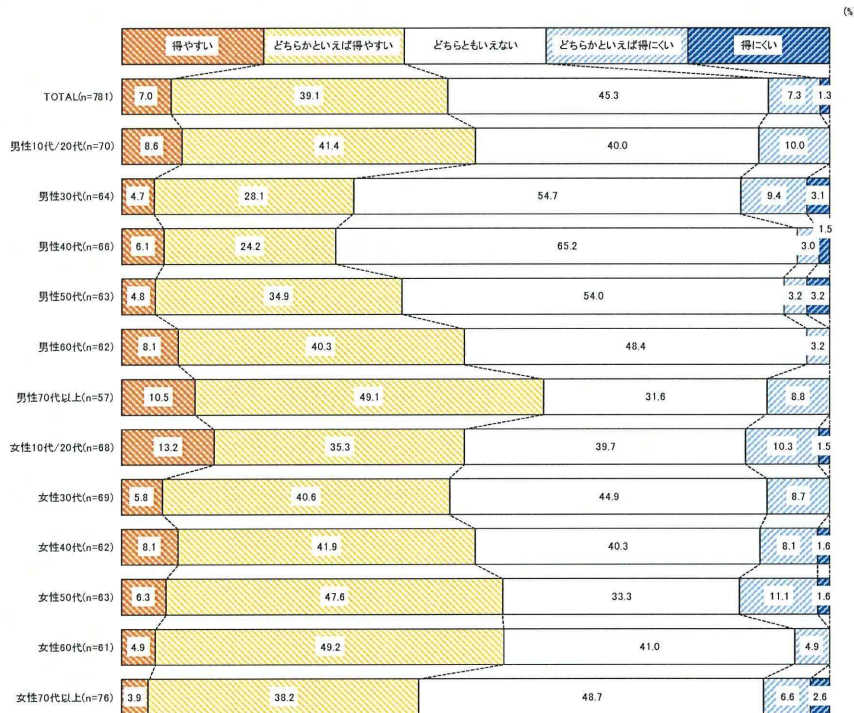 (%)
得やすい どちらかといえば得やすい どちらともいえない どちらかといえば得にくい 得にくい
TOTAL(n=781) 7.0 39.1 45.3 7.3 1.3
男性10代/20代(n=70) 8.6 41.4 40.0 10.0
男性30代(n=64) 4.7 28.1 54.7 9.4 3.1
男性40代(n=66) 6.1 24.2 65.2 3.0 1.5
男性50代(n=63) 4.8 34.9 54.0 3.2 3.2
男性60代(n=62) 8.1 40.3 48.4 3.2
男性70代以上(n=57) 10.5 49.1 31.6 8.8
女性10代/20代(n=68) 13.2 35.3 39.7 10.3 1.5
女性30代(n=69) 5.8 40.6 44.9 8.7
女性40代(n=62) 8.1 41.9 40.3 8.1 1.6
女性50代(n=63) 6.3 47.6 33.3 11.1 1.6
女性60代(n=61) 4.9 49.2 41.0 4.9
女性70代以上(n=76) 3.9 38.2 48.7 6.6 2.6